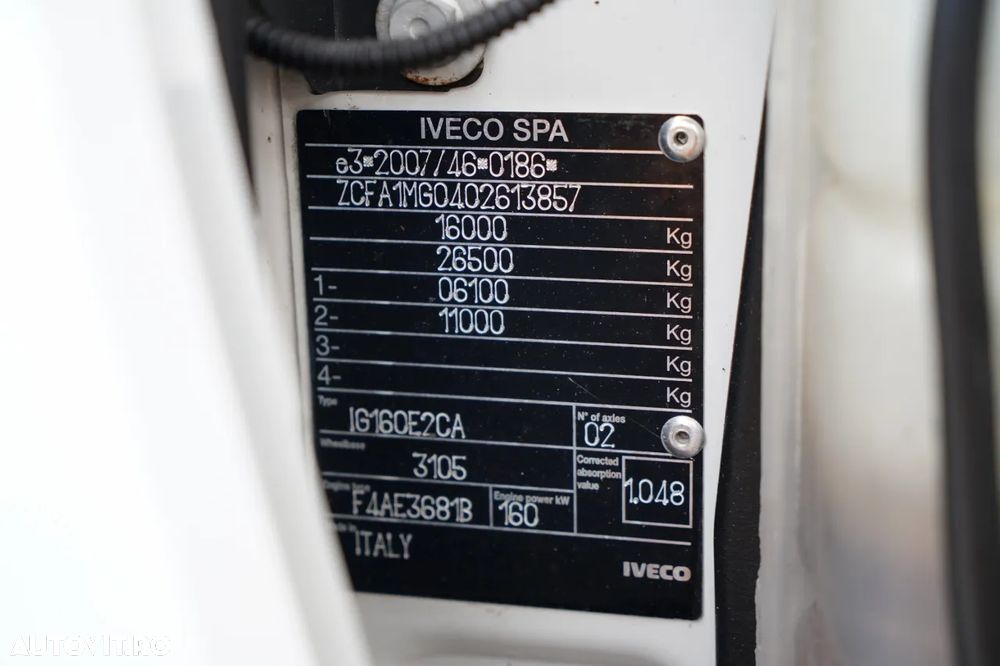 IVECO SPA
e3*2007/46*0186*
ZCFA1MG0402613857
16000 Kg
26500 Kg
1- 06100 Kg
2- 11000 Kg
3- Kg
4- Kg
Type
IG160E2CA
N° of axles
02
Wheelbase
3105
Corrected
absorption
value
1.048
Engine type
F4AE3681B
Engine power kW
160
Made in
ITALY
IVECO
AUTOVIT.RO